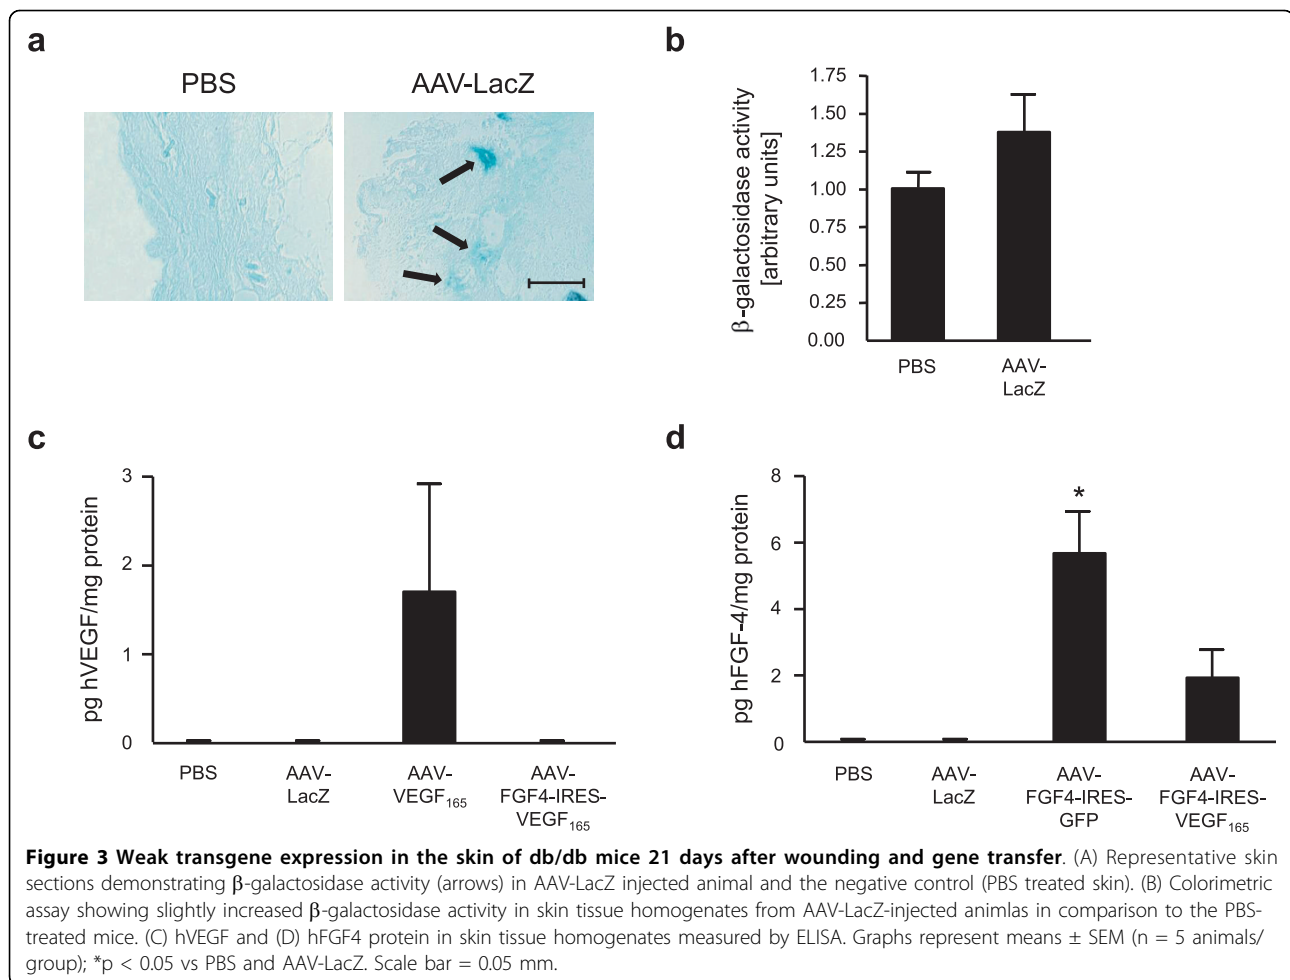 a
PBS
AAV-LacZ
b
β-galactosidase activity
[arbitrary units]
1.75
1.50
1.25
1.00
0.75
0.50
0.25
0.00
PBS
AAV-
LacZ
c
pg hVEGF/mg protein
3
2
1
0
PBS
AAV-
LacZ
AAV-
VEGF₁₆₅
AAV-
FGF4-IRES-
VEGF₁₆₅
d
pg hFGF-4/mg protein
8
6
4
2
0
*
PBS
AAV-
LacZ
AAV-
FGF4-IRES-
GFP
AAV-
FGF4-IRES-
VEGF₁₆₅
Figure 3 Weak transgene expression in the skin of db/db mice 21 days after wounding and gene transfer. (A) Representative skin
sections demonstrating β-galactosidase activity (arrows) in AAV-LacZ injected animal and the negative control (PBS treated skin). (B) Colorimetric
assay showing slightly increased β-galactosidase activity in skin tissue homogenates from AAV-LacZ-injected animlas in comparison to the PBS-
treated mice. (C) hVEGF and (D) hFGF4 protein in skin tissue homogenates measured by ELISA. Graphs represent means ± SEM (n = 5 animals/
group); *p < 0.05 vs PBS and AAV-LacZ. Scale bar = 0.05 mm.